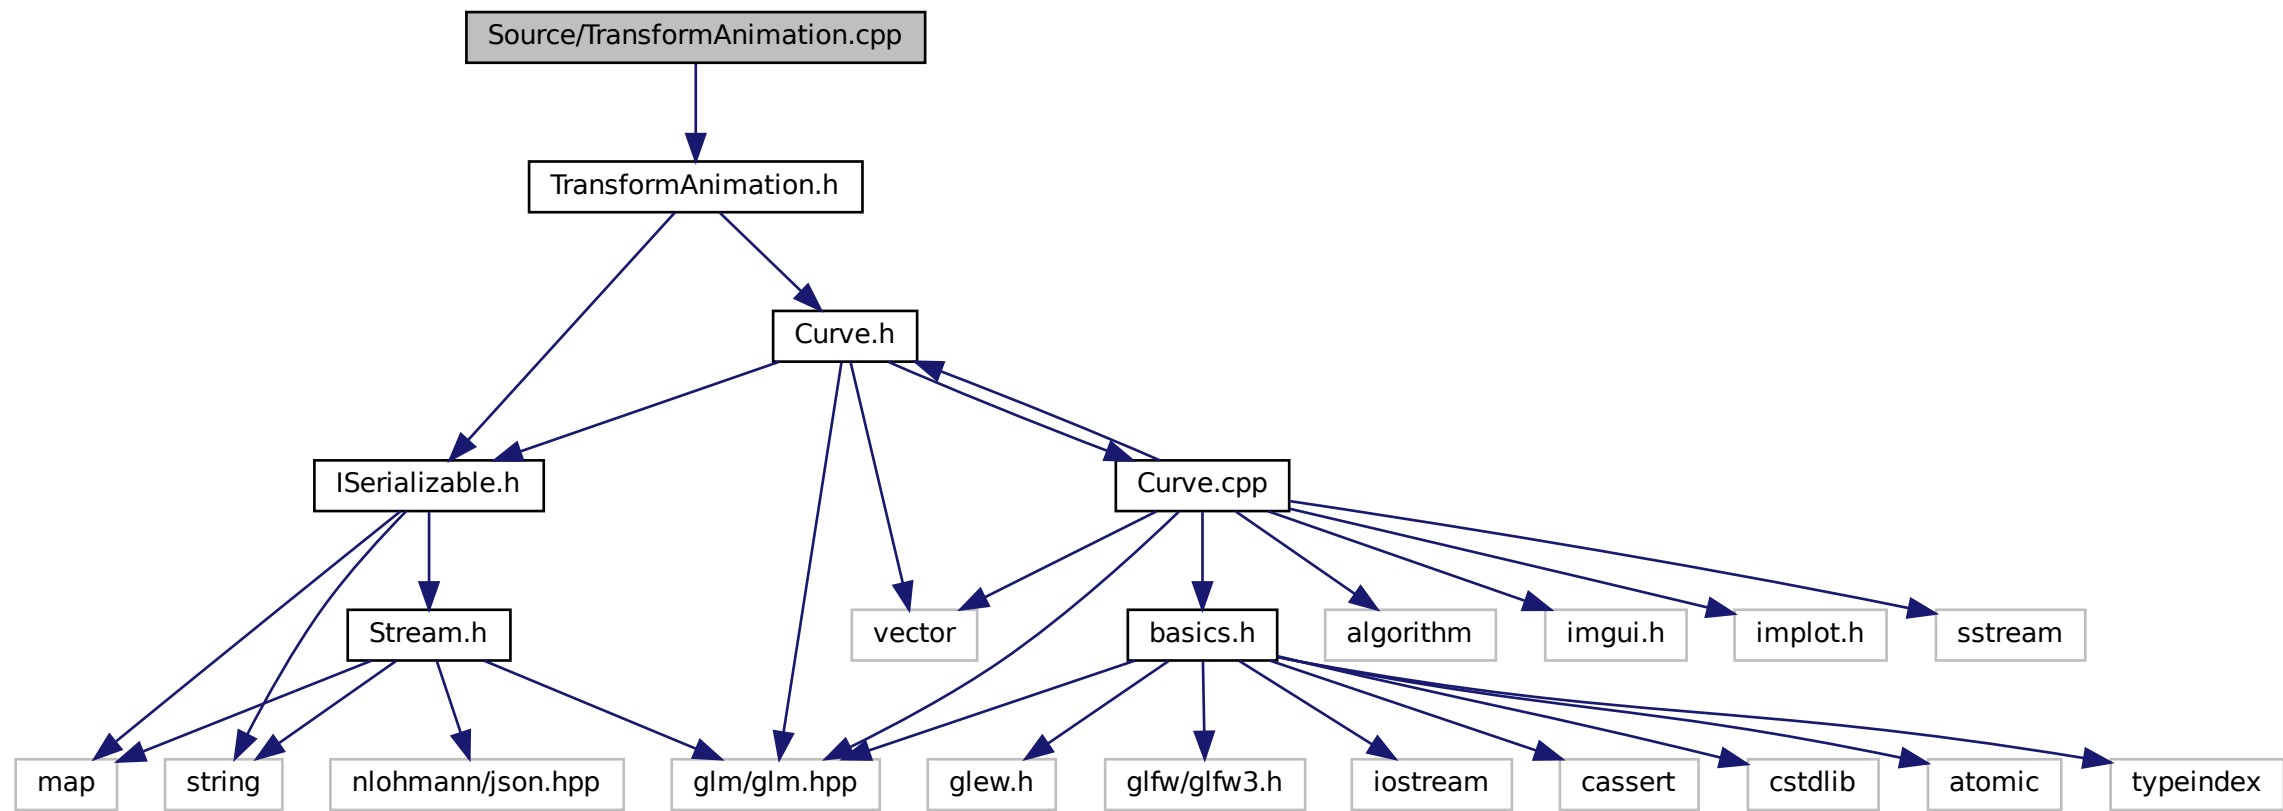 Source/TransformAnimation.cpp
TransformAnimation.h
Curve.h
ISerializable.h
Curve.cpp
Stream.h
vector
basics.h
algorithm
imgui.h
implot.h
sstream
map
string
nlohmann/json.hpp
glm/glm.hpp
glew.h
glfw/glfw3.h
iostream
cassert
cstdlib
atomic
typeindex